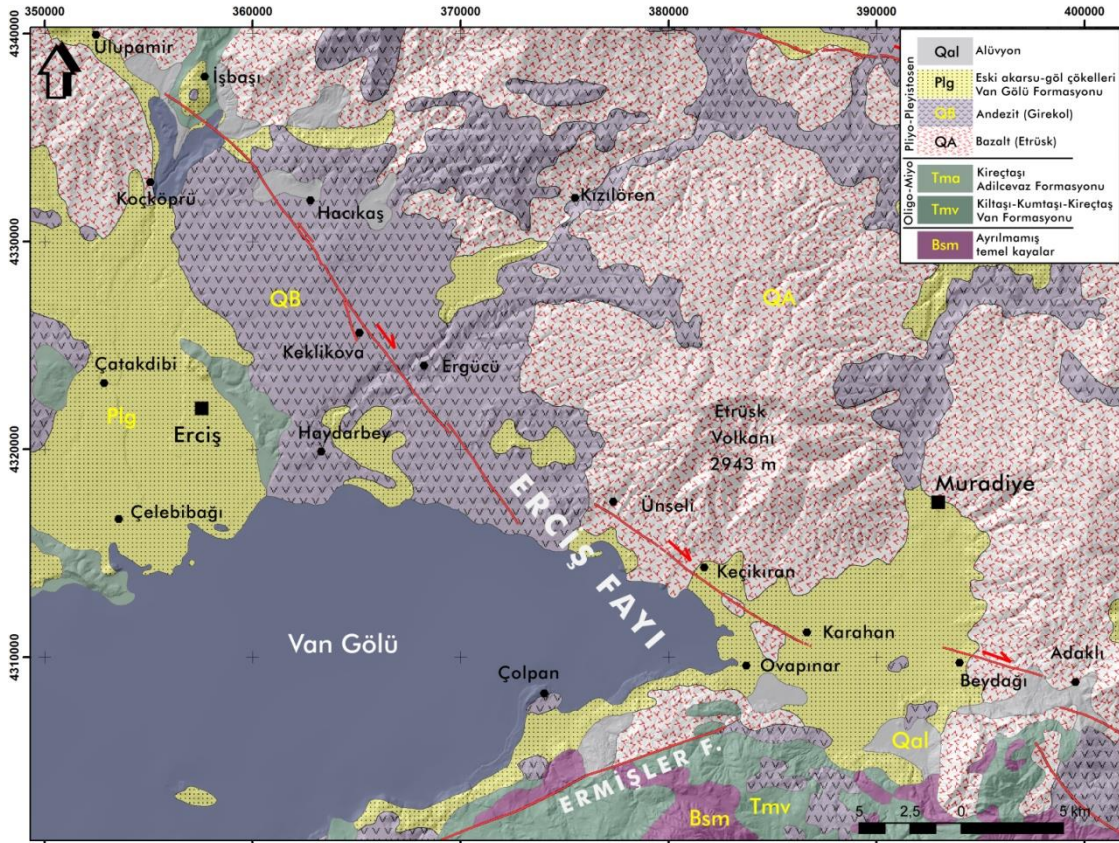 350000
360000
370000
380000
390000
400000
4340000
4330000
4320000
4310000
Ulupamir
İşbaşı
Koçköprü
Hacıkaş
Kızılören
QB
QA
Keklikova
Ergücü
Çatakdibi
Plg
Erciş
Haydarbey
Çelebibağı
Etrüsk
Volkanı
2943 m
Ünseli
Muradiye
ERCİŞ FAYI
Keçikıran
Karahan
Van Gölü
Ovapınar
Çolpan
Beydağı
Adaklı
Qal
ERMİŞLER F.
Bsm
Tmv
5 2,5 0 5 km
Pliyo-Pleyistosen
Qal Alüvyon
Plg Eski akarsu-göl çökelleri
Van Gölü Formasyonu
QB Andezit (Girekol)
QA Bazalt (Etrüsk)
Oligo-Miyo
Tma Kireçtaşı
Adilcevaz Formasyonu
Tmv Kiltaşı-Kumtaşı-Kireçtaş
Van Formasyonu
Bsm Ayrılmamış
temel kayalar